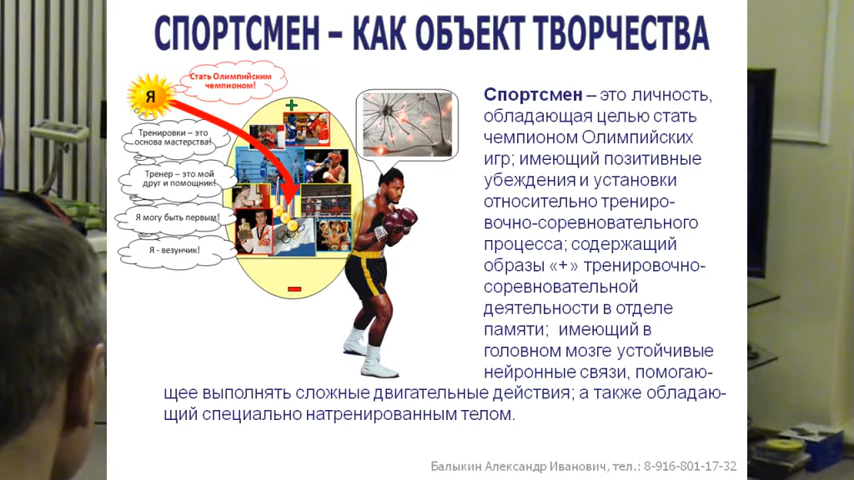 СПОРТСМЕН – КАК ОБЪЕКТ ТВОРЧЕСТВА
Стать Олимпийским
чемпионом!
Я
Тренировки – это
основа мастерства!
Тренер – это мой
друг и помощник!
Я могу быть первым!
Я - везунчик!
+
–
Спортсмен – это личность,
обладающая целью стать
чемпионом Олимпийских
игр; имеющий позитивные
убеждения и установки
относительно трениро-
вочно-соревновательного
процесса; содержащий
образы «+» тренировочно-
соревновательной
деятельности в отделе
памяти; имеющий в
головном мозге устойчивые
нейронные связи, помогаю-
щее выполнять сложные двигательные действия; а также обладаю-
щий специально натренированным телом.
Балыкин Александр Иванович, тел.: 8-916-801-17-32